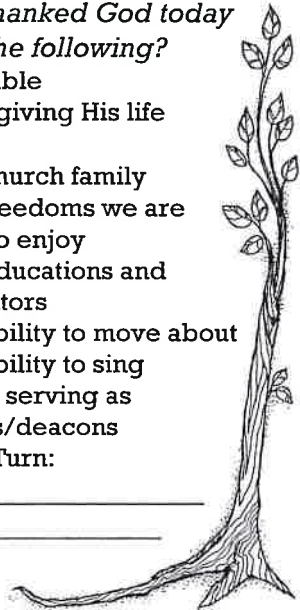 hanked God today
he following?
ble
giving His life
hurch family
eedoms we are
o enjoy
ducations and
tors
bility to move about
bility to sing
serving as
s/deacons
Turn: